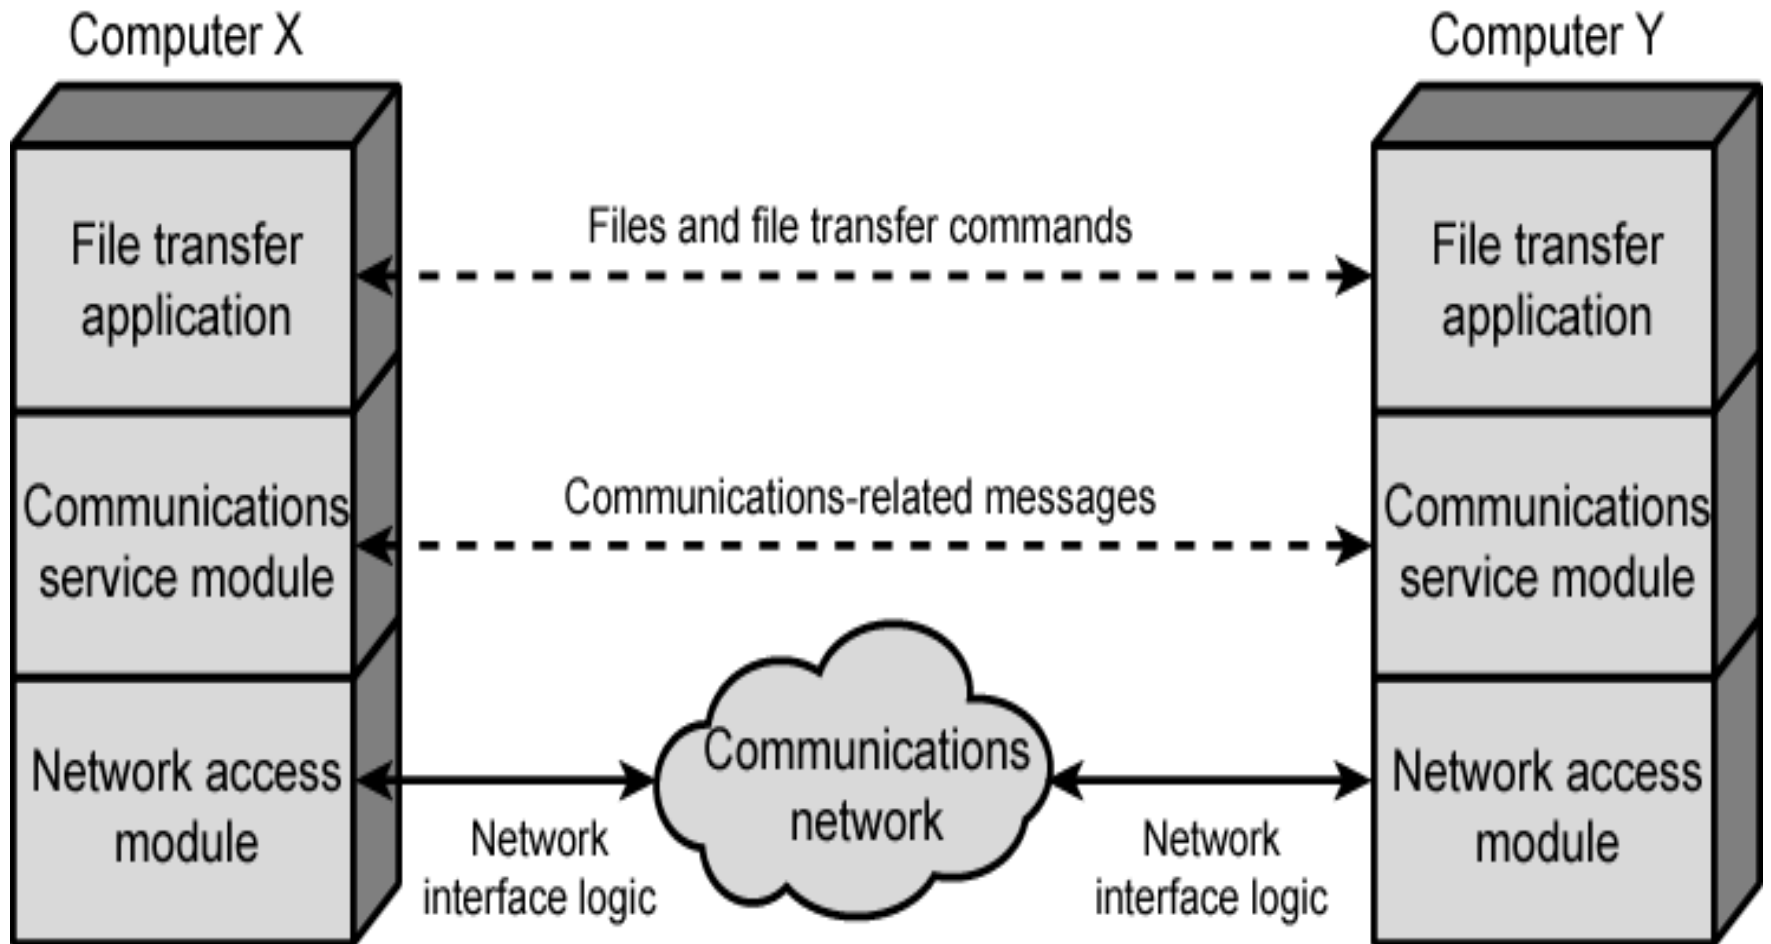 Computer X
Computer Y
File transfer
application
Files and file transfer commands
File transfer
application
Communications
service module
Communications-related messages
Communications
service module
Network access
module
Network
interface logic
Communications
network
Network
interface logic
Network access
module